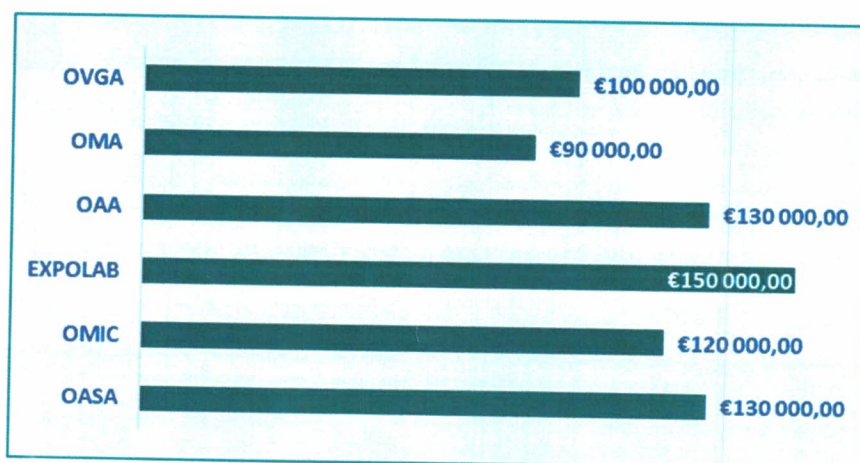 OVGA €100 000,00
OMA €90 000,00
OAA €130 000,00
EXPOLAB €150 000,00
OMIC €120 000,00
OASA €130 000,00